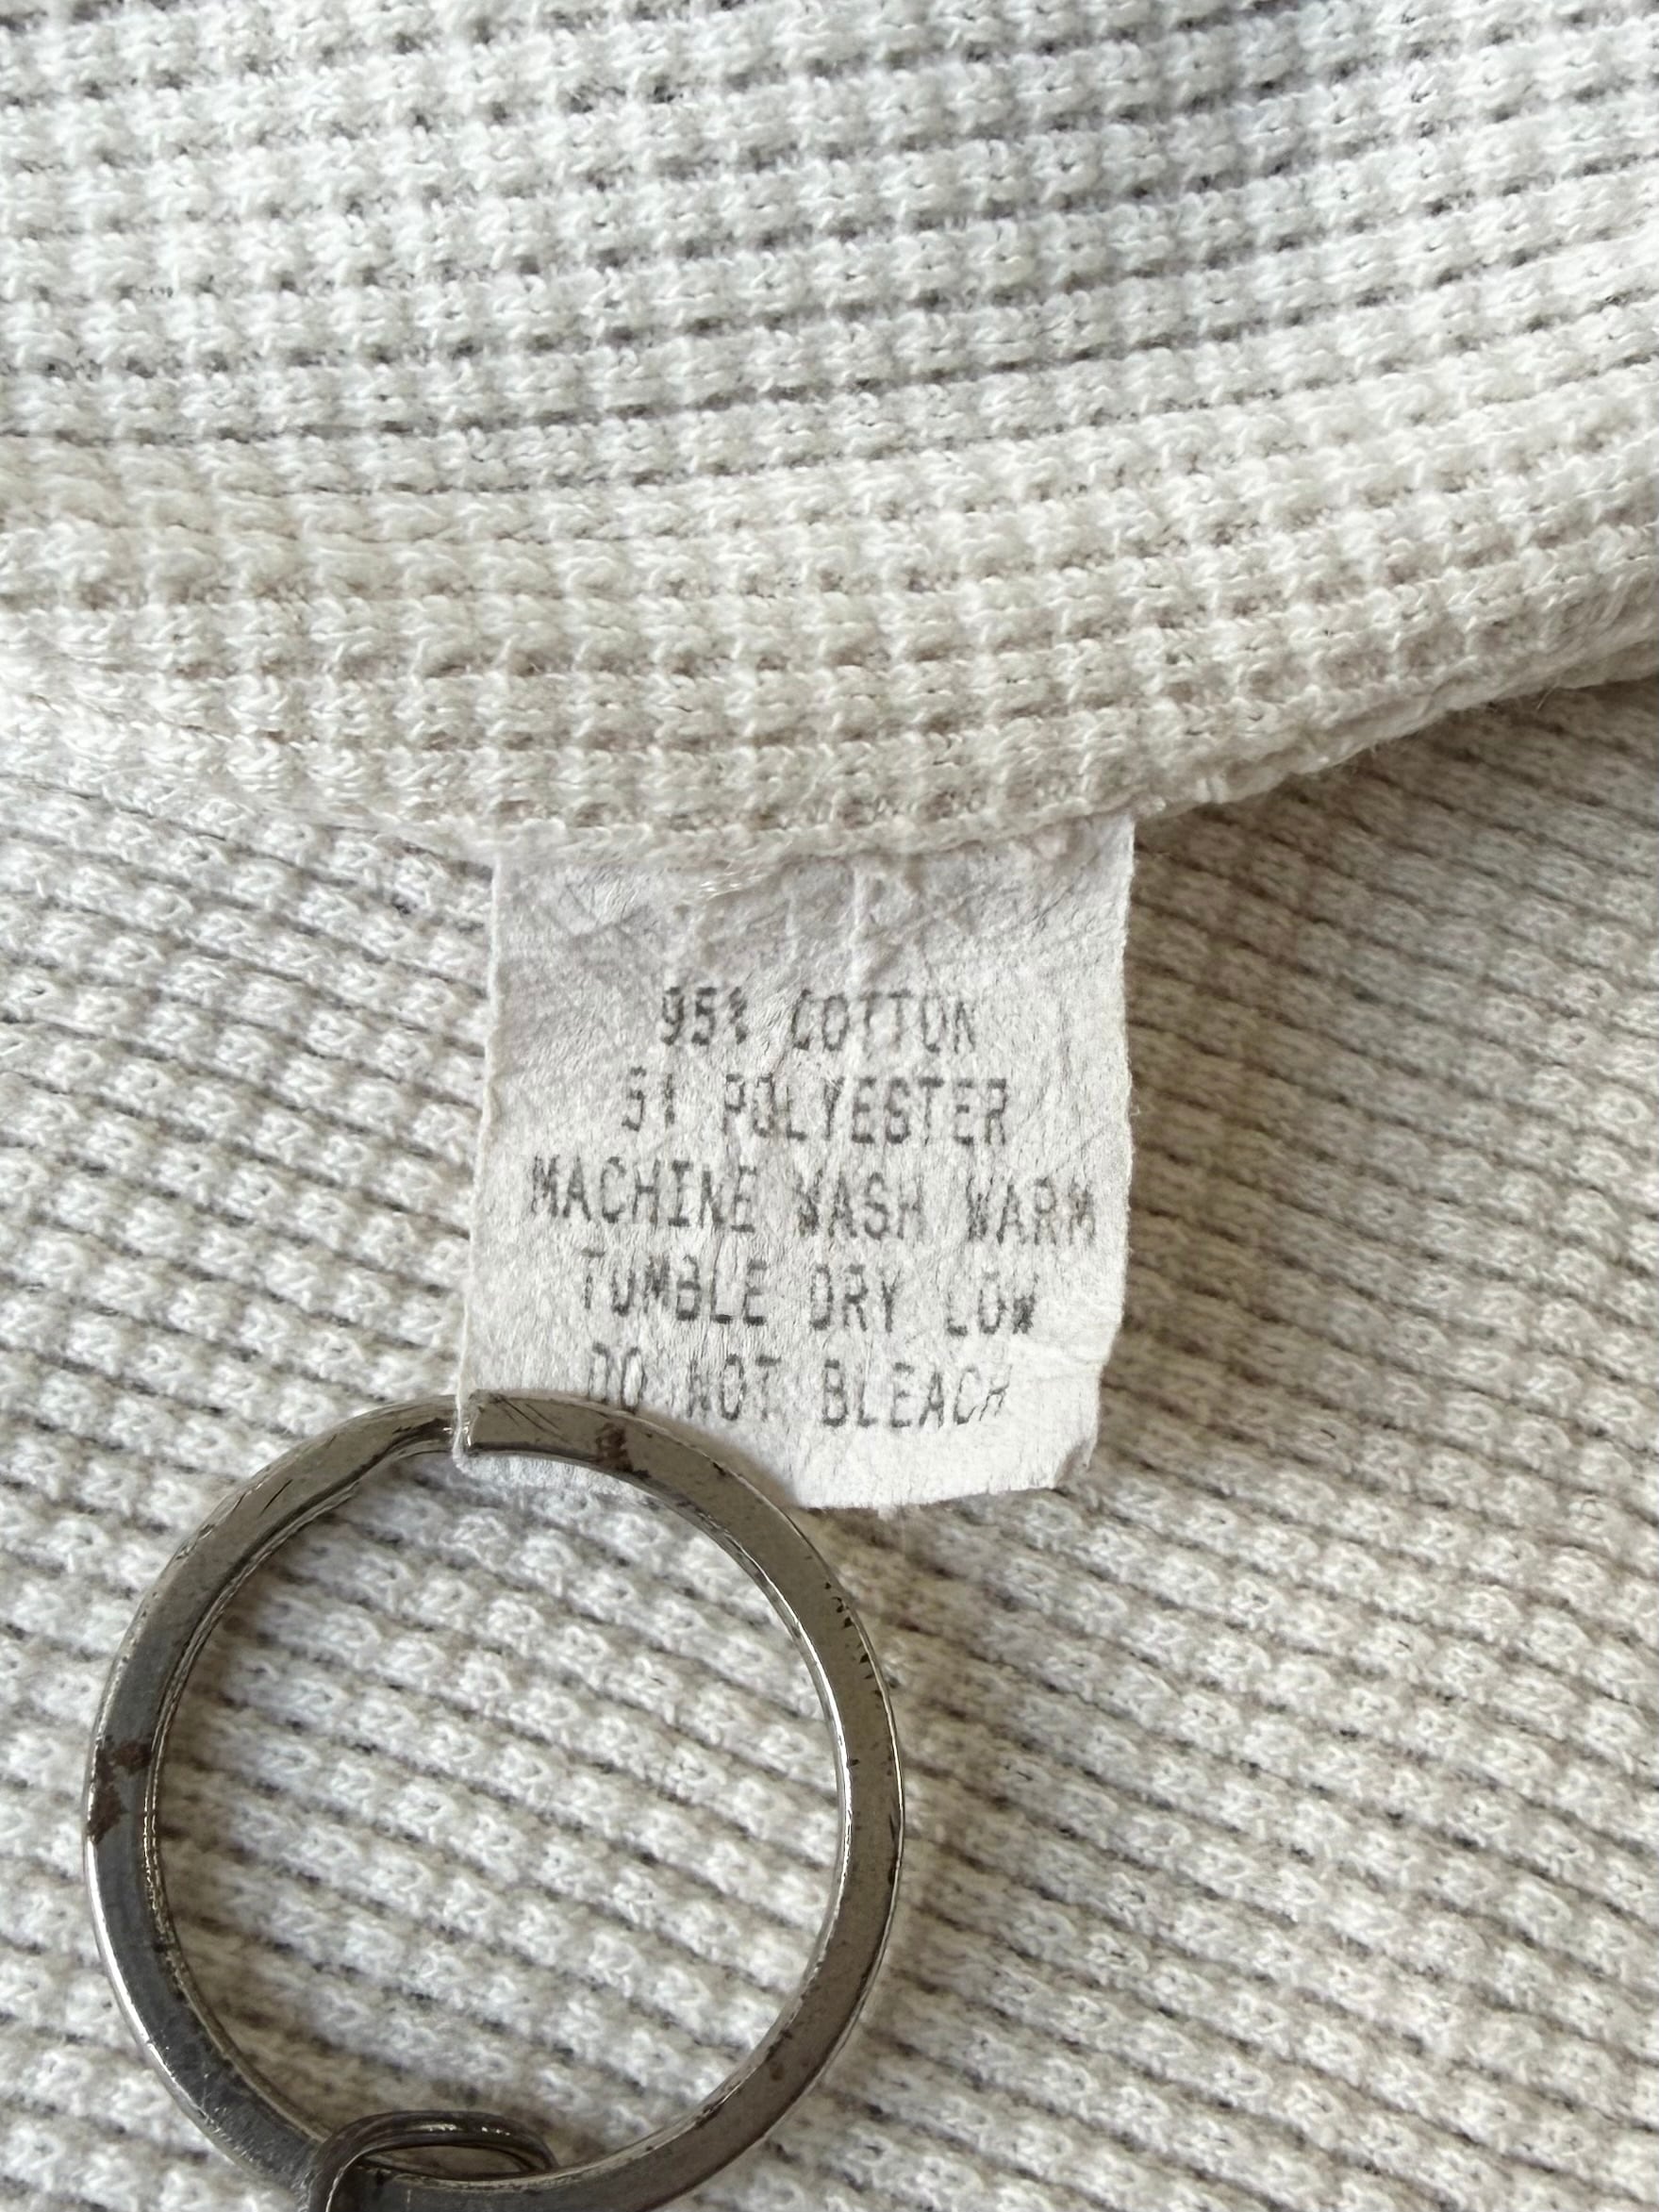 95% COTTON
5% POLYESTER
MACHINE WASH WARM
TUMBLE DRY LOW
DO NOT BLEACH